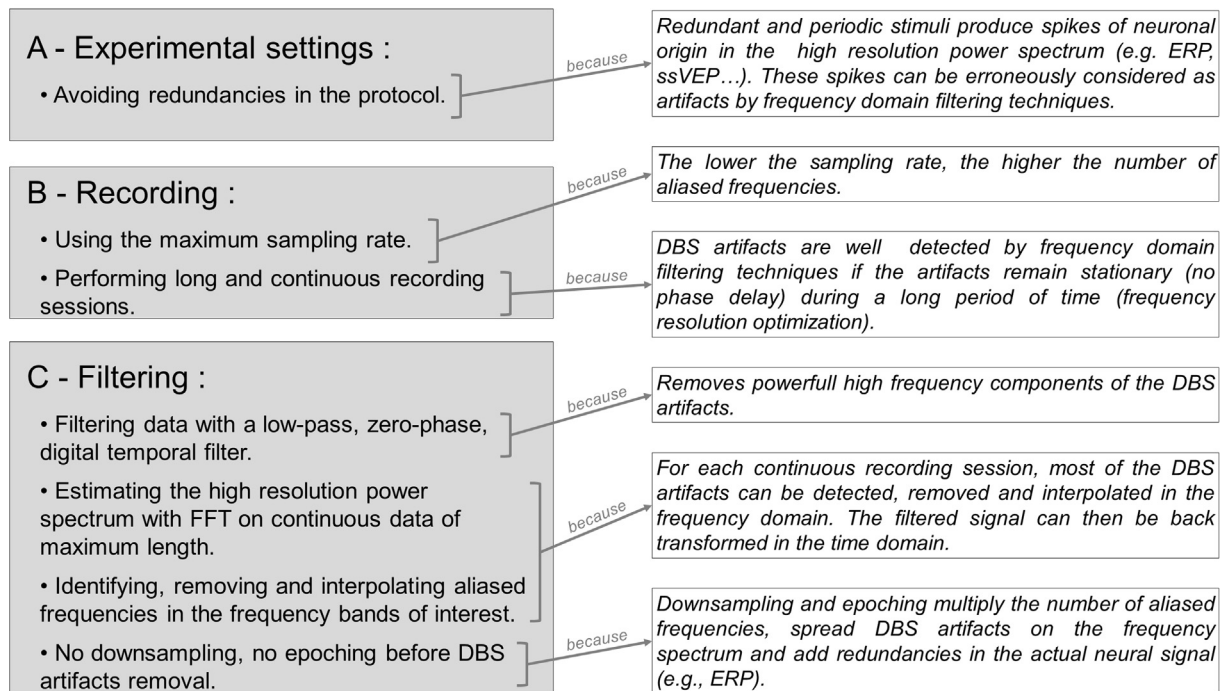 A - Experimental settings :
• Avoiding redundancies in the protocol.
because
Redundant and periodic stimuli produce spikes of neuronal
origin in the high resolution power spectrum (e.g. ERP,
ssVEP…). These spikes can be erroneously considered as
artifacts by frequency domain filtering techniques.
B - Recording :
• Using the maximum sampling rate.
because
The lower the sampling rate, the higher the number of
aliased frequencies.
• Performing long and continuous recording
sessions.
because
DBS artifacts are well detected by frequency domain
filtering techniques if the artifacts remain stationary (no
phase delay) during a long period of time (frequency
resolution optimization).
C - Filtering :
• Filtering data with a low-pass, zero-phase,
digital temporal filter.
because
Removes powerfull high frequency components of the DBS
artifacts.
• Estimating the high resolution power
spectrum with FFT on continuous data of
maximum length.
• Identifying, removing and interpolating aliased
frequencies in the frequency bands of interest.
because
For each continuous recording session, most of the DBS
artifacts can be detected, removed and interpolated in the
frequency domain. The filtered signal can then be back
transformed in the time domain.
• No downsampling, no epoching before DBS
artifacts removal.
because
Downsampling and epoching multiply the number of aliased
frequencies, spread DBS artifacts on the frequency
spectrum and add redundancies in the actual neural signal
(e.g., ERP).